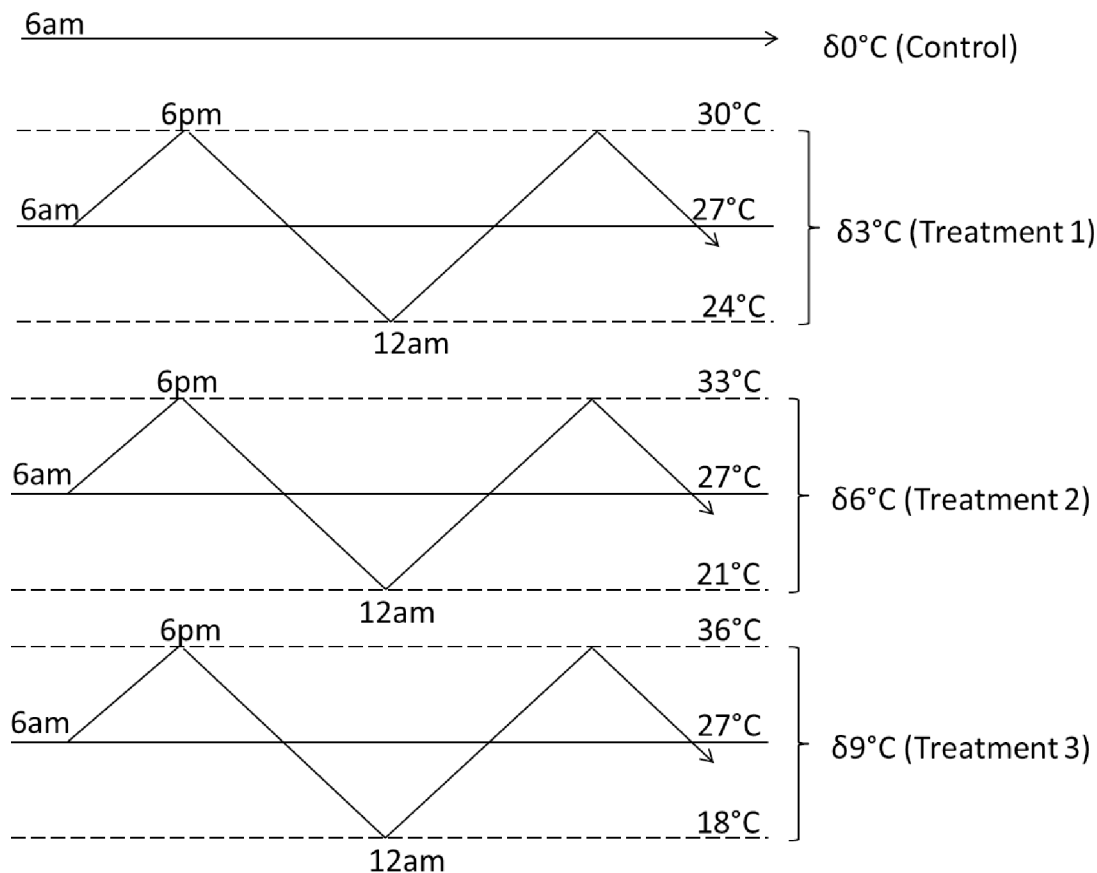 6am
δ0°C (Control)
6pm
30°C
6am
27°C
δ3°C (Treatment 1)
24°C
12am
6pm
33°C
6am
27°C
δ6°C (Treatment 2)
21°C
12am
6pm
36°C
6am
27°C
δ9°C (Treatment 3)
18°C
12am